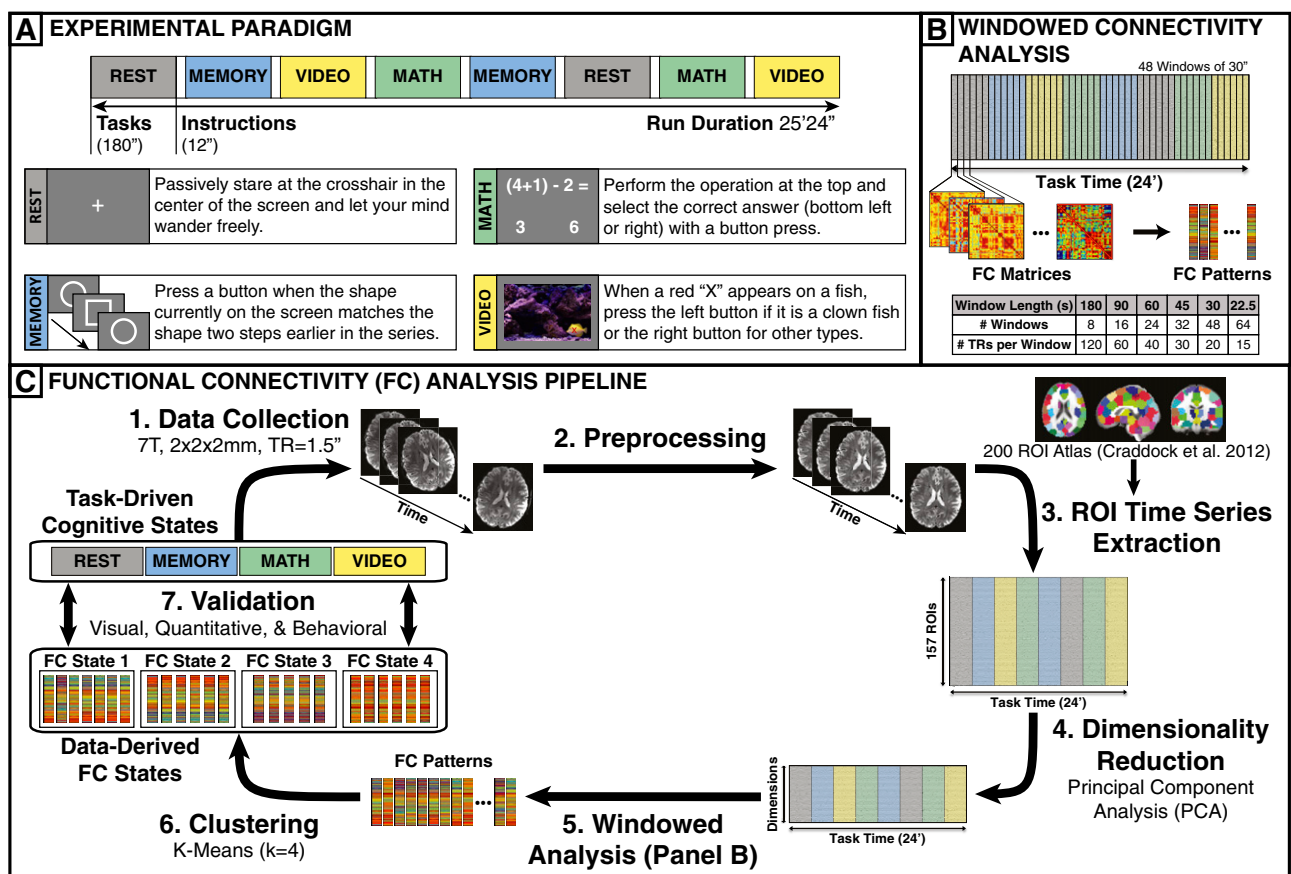 A EXPERIMENTAL PARADIGM
REST MEMORY VIDEO MATH MEMORY REST MATH VIDEO
Tasks
(180”)
Instructions
(12”)
Run Duration 25'24”
REST
+
Passively stare at the crosshair in the
center of the screen and let your mind
wander freely.
MATH
(4+1) - 2 =
3 6
Perform the operation at the top and
select the correct answer (bottom left
or right) with a button press.
MEMORY
Press a button when the shape
currently on the screen matches the
shape two steps earlier in the series.
VIDEO
When a red “X” appears on a fish,
press the left button if it is a clown fish
or the right button for other types.
B WINDOWED CONNECTIVITY
ANALYSIS
48 Windows of 30”
Task Time (24')
...
...
FC Matrices
FC Patterns
Window Length (s) 180 90 60 45 30 22.5
# Windows 8 16 24 32 48 64
# TRs per Window 120 60 40 30 20 15
C FUNCTIONAL CONNECTIVITY (FC) ANALYSIS PIPELINE
1. Data Collection
7T, 2x2x2mm, TR=1.5”
...
Time
2. Preprocessing
...
Time
200 ROI Atlas (Craddock et al. 2012)
3. ROI Time Series
Extraction
157 ROIs
Task Time (24')
4. Dimensionality
Reduction
Principal Component
Analysis (PCA)
Dimensions
Task Time (24')
5. Windowed
Analysis (Panel B)
FC Patterns
...
6. Clustering
K-Means (k=4)
Task-Driven
Cognitive States
REST MEMORY MATH VIDEO
7. Validation
Visual, Quantitative, & Behavioral
FC State 1 FC State 2 FC State 3 FC State 4
Data-Derived
FC States